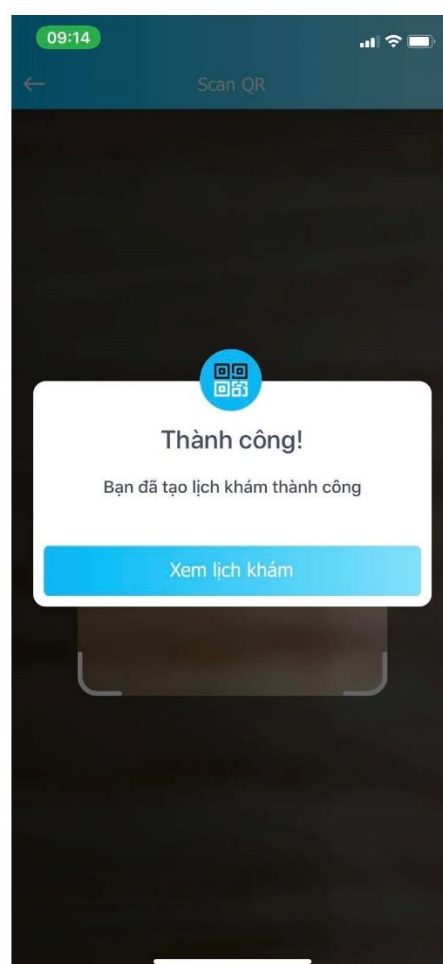 09:14
Scan QR
Thành công!
Bạn đã tạo lịch khám thành công
Xem lịch khám